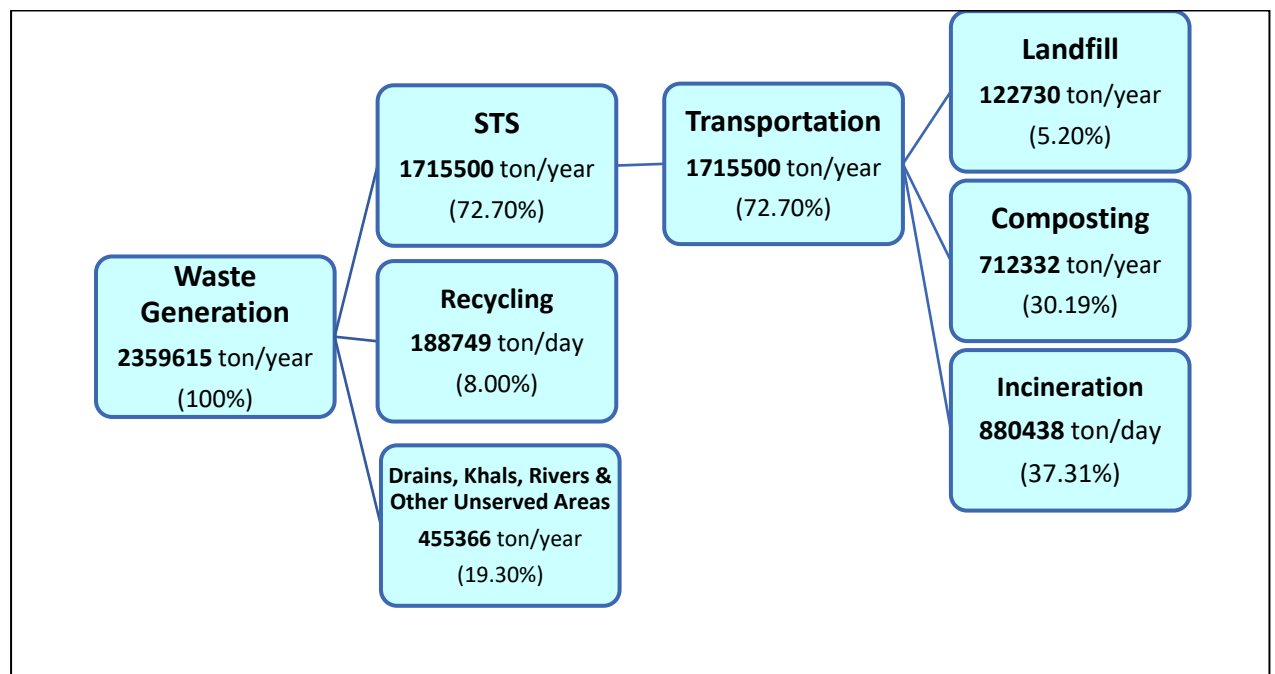 Waste
Generation
2359615 ton/year
(100%)
STS
1715500 ton/year
(72.70%)
Recycling
188749 ton/day
(8.00%)
Drains, Khals, Rivers &
Other Unserved Areas
455366 ton/year
(19.30%)
Transportation
1715500 ton/year
(72.70%)
Landfill
122730 ton/year
(5.20%)
Composting
712332 ton/year
(30.19%)
Incineration
880438 ton/day
(37.31%)